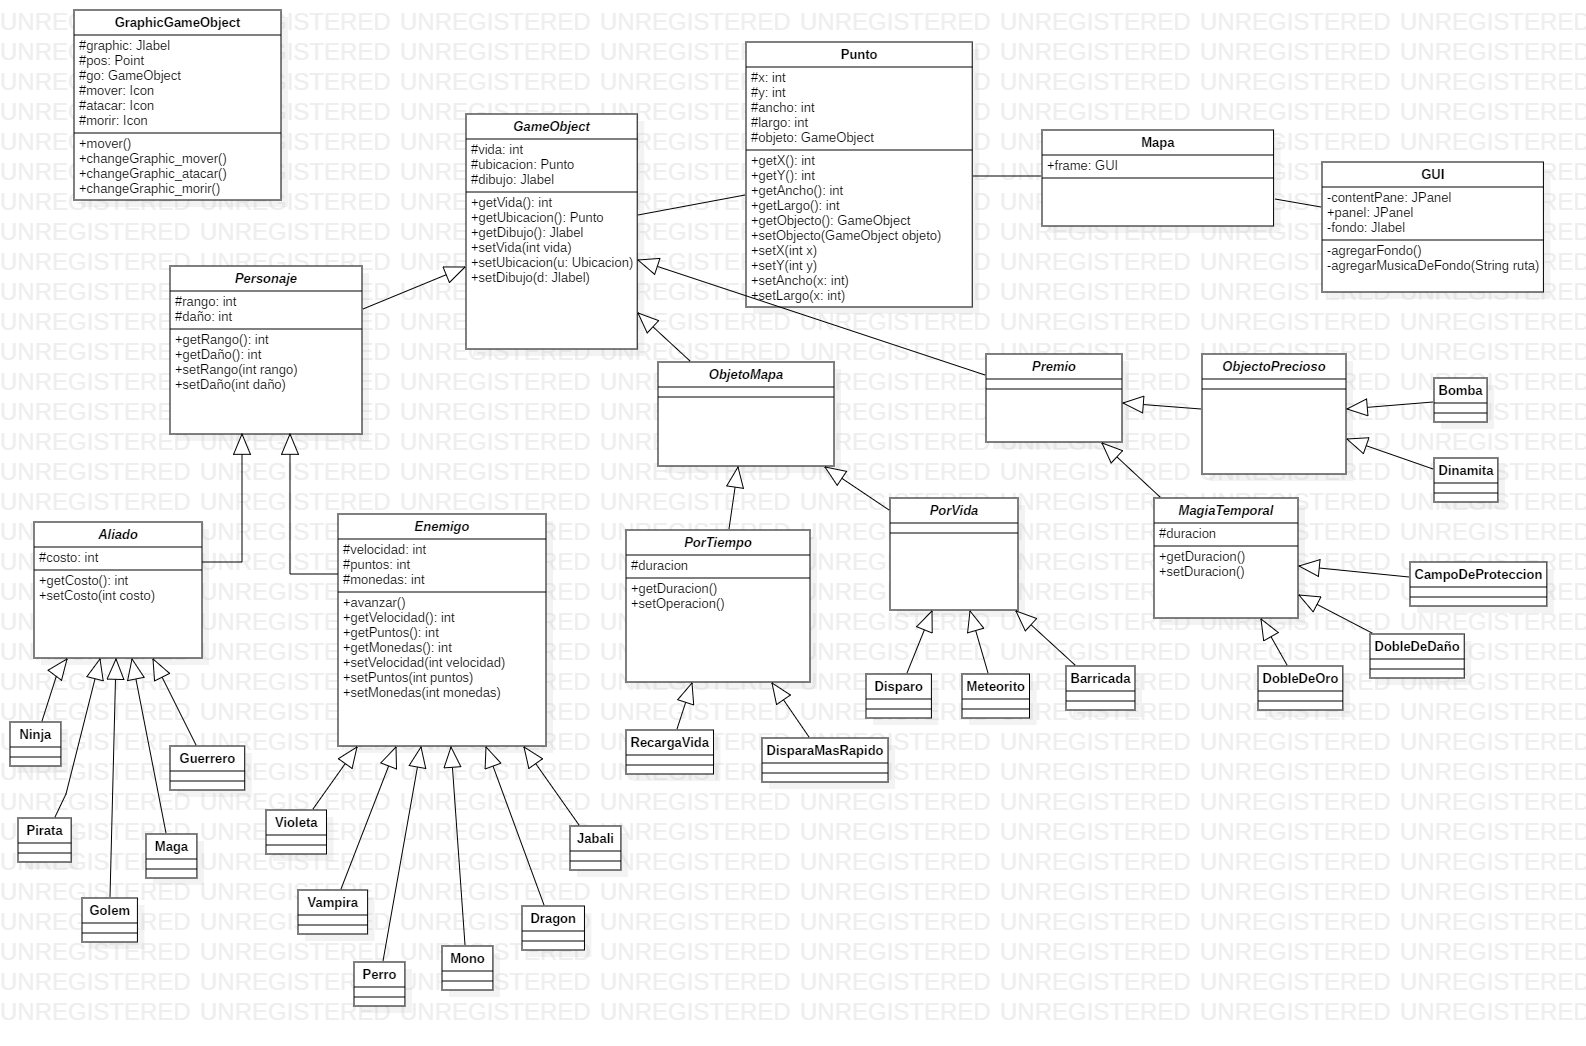 GraphicGameObject
#graphic: Jlabel
#pos: Point
#go: GameObject
#mover: Icon
#atacar: Icon
#morir: Icon
+mover()
+changeGraphic_mover()
+changeGraphic_atacar()
+changeGraphic_morir()
GameObject
#vida: int
#ubicacion: Punto
#dibujo: Jlabel
+getVida(): int
+getUbicacion(): Punto
+getDibujo(): Jlabel
+setVida(int vida)
+setUbicacion(u: Ubicacion)
+setDibujo(d: Jlabel)
Punto
#x: int
#y: int
#ancho: int
#largo: int
#objeto: GameObject
+getX(): int
+getY(): int
+getAncho(): int
+getLargo(): int
+getObjecto(): GameObject
+setObjecto(GameObject objeto)
+setX(int x)
+setY(int y)
+setAncho(x: int)
+setLargo(x: int)
Mapa
+frame: GUI
GUI
-contentPane: JPanel
+panel: JPanel
-fondo: Jlabel
-agregarFondo()
-agregarMusicaDeFondo(String ruta)
Personaje
#rango: int
#daño: int
+getRango(): int
+getDaño(): int
+setRango(int rango)
+setDaño(int daño)
ObjetoMapa
Premio
ObjectoPrecioso
Bomba
Dinamita
Aliado
#costo: int
+getCosto(): int
+setCosto(int costo)
Enemigo
#velocidad: int
#puntos: int
#monedas: int
+avanzar()
+getVelocidad(): int
+getPuntos(): int
+getMonedas(): int
+setVelocidad(int velocidad)
+setPuntos(int puntos)
+setMonedas(int monedas)
PorTiempo
#duracion
+getDuracion()
+setOperacion()
PorVida
MagiaTemporal
#duracion
+getDuracion()
+setDuracion()
CampoDeProteccion
DobleDeDaño
DobleDeOro
Disparo
Meteorito
Barricada
RecargaVida
DisparaMasRapido
Ninja
Guerrero
Pirata
Maga
Golem
Violeta
Jabali
Vampira
Dragon
Perro
Mono